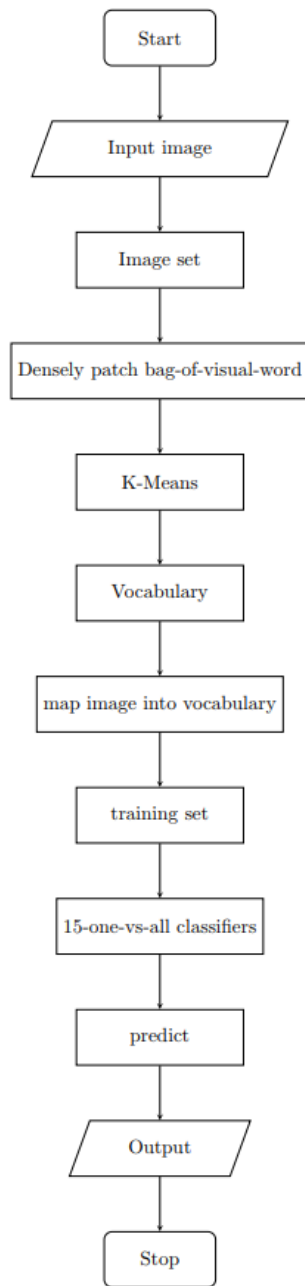 Start
Input image
Image set
Densely patch bag-of-visual-word
K-Means
Vocabulary
map image into vocabulary
training set
15-one-vs-all classifiers
predict
Output
Stop